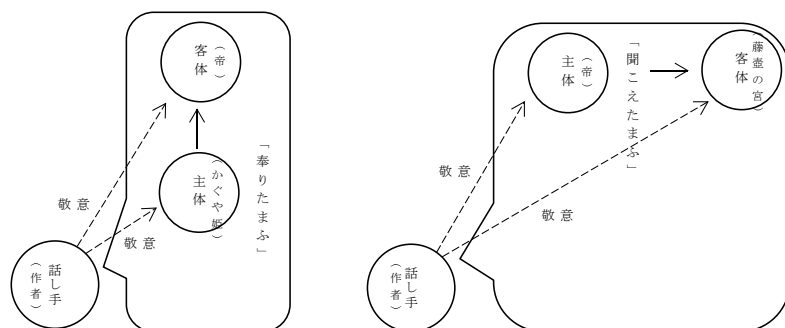 客体
（帝）
「奉りたまふ」
主体
（かぐや姫）
敬意
敬意
話し手
（作者）
主体
（帝）
「聞こえたまふ」
客体
（藤壺の宮）
敬意
敬意
話し手
（作者）